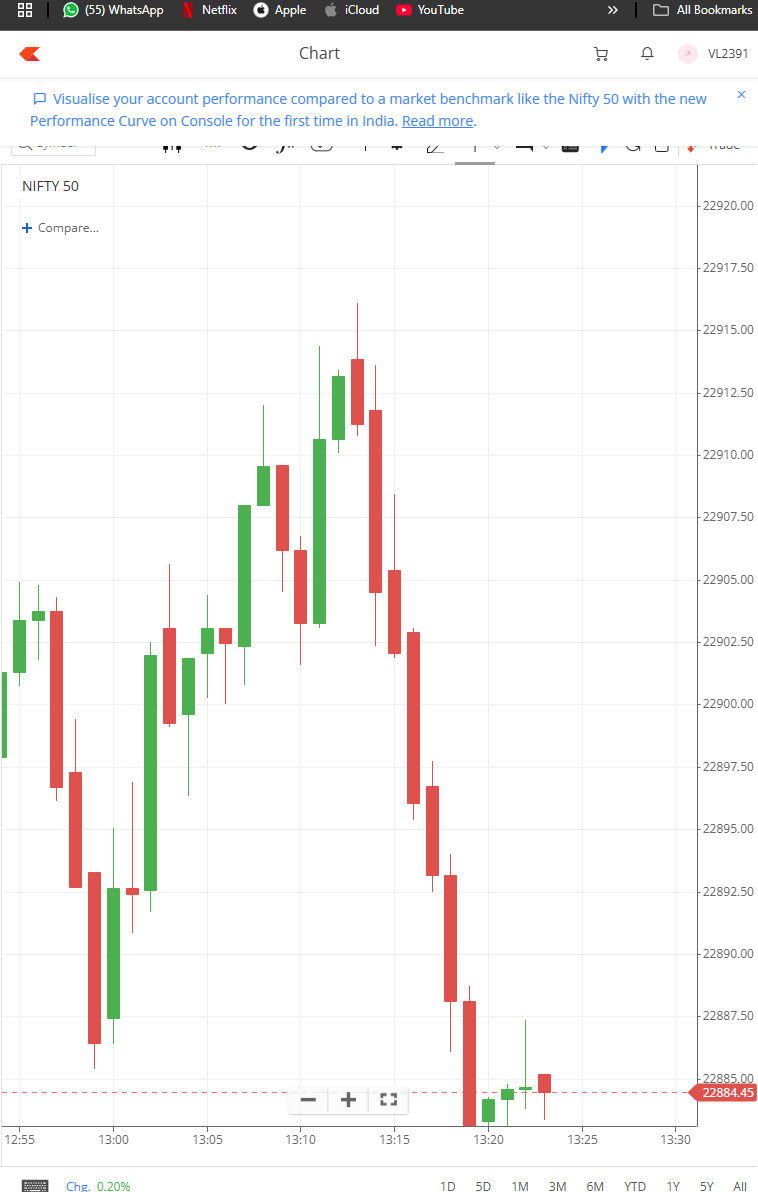 (55) WhatsApp Netflix Apple iCloud YouTube » All Bookmarks
Chart VL2391
Visualise your account performance compared to a market benchmark like the Nifty 50 with the new ×
Performance Curve on Console for the first time in India. Read more.
NIFTY 50
22920.00
+ Compare...
22917.50
22915.00
22912.50
22910.00
22907.50
22905.00
22902.50
22900.00
22897.50
22895.00
22892.50
22890.00
22887.50
22885.00
22884.45
12:55 13:00 13:05 13:10 13:15 13:20 13:25 13:30
Chg. 0.20% 1D 5D 1M 3M 6M YTD 1Y 5Y All